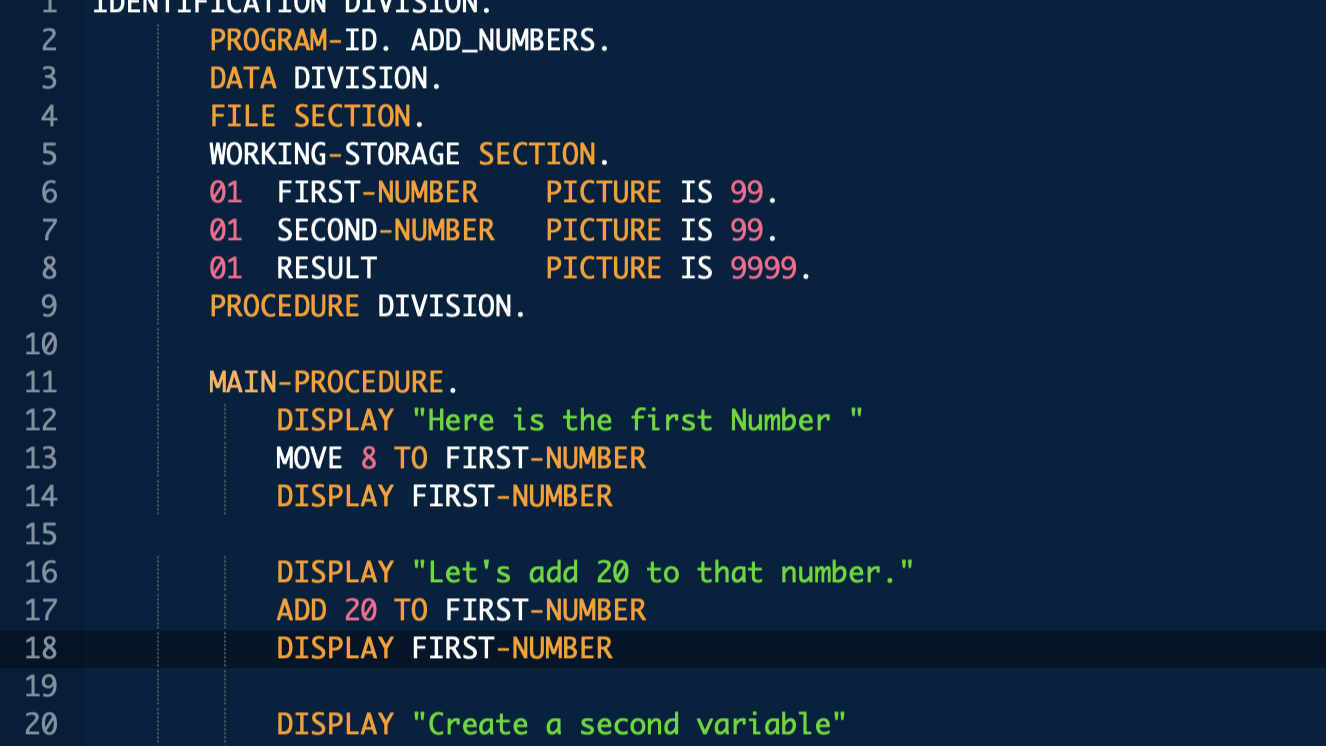 1 IDENTIFICATION DIVISION.
2 PROGRAM-ID. ADD_NUMBERS.
3 DATA DIVISION.
4 FILE SECTION.
5 WORKING-STORAGE SECTION.
6 01 FIRST-NUMBER PICTURE IS 99.
7 01 SECOND-NUMBER PICTURE IS 99.
8 01 RESULT PICTURE IS 9999.
9 PROCEDURE DIVISION.
10
11 MAIN-PROCEDURE.
12 DISPLAY "Here is the first Number "
13 MOVE 8 TO FIRST-NUMBER
14 DISPLAY FIRST-NUMBER
15
16 DISPLAY "Let's add 20 to that number."
17 ADD 20 TO FIRST-NUMBER
18 DISPLAY FIRST-NUMBER
19
20 DISPLAY "Create a second variable"